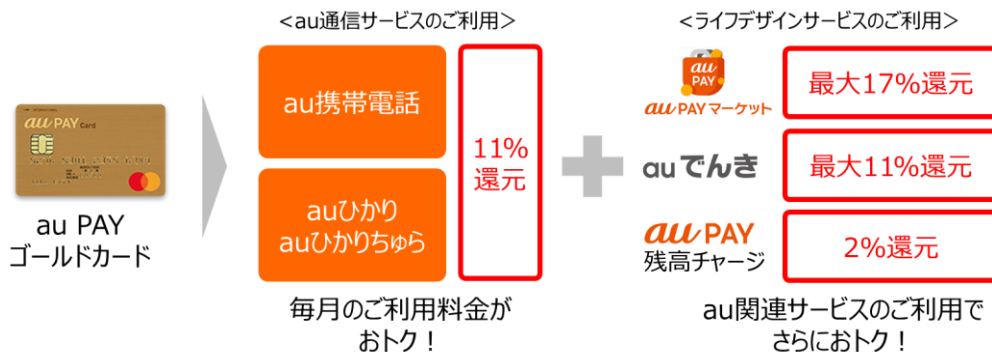 au PAY Card
au PAY
ゴールドカード
<au通信サービスのご利用>
au携帯電話
auひかり
auひかりちゅら
11%
還元
毎月のご利用料金が
おトク！
<ライフデザインサービスのご利用>
au
PAY
au PAY マーケット
最大17%還元
au でんき
最大11%還元
au PAY
残高チャージ
2%還元
au関連サービスのご利用で
さらにおトク！